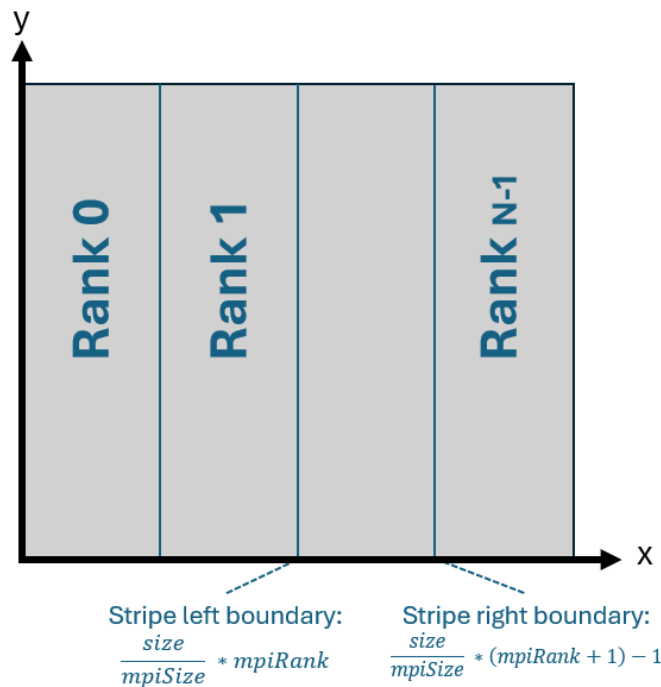 y
Rank 0
Rank 1
Rank N-1
x
Stripe left boundary:
size
mpiSize * mpiRank
Stripe right boundary:
size
mpiSize * (mpiRank + 1) − 1